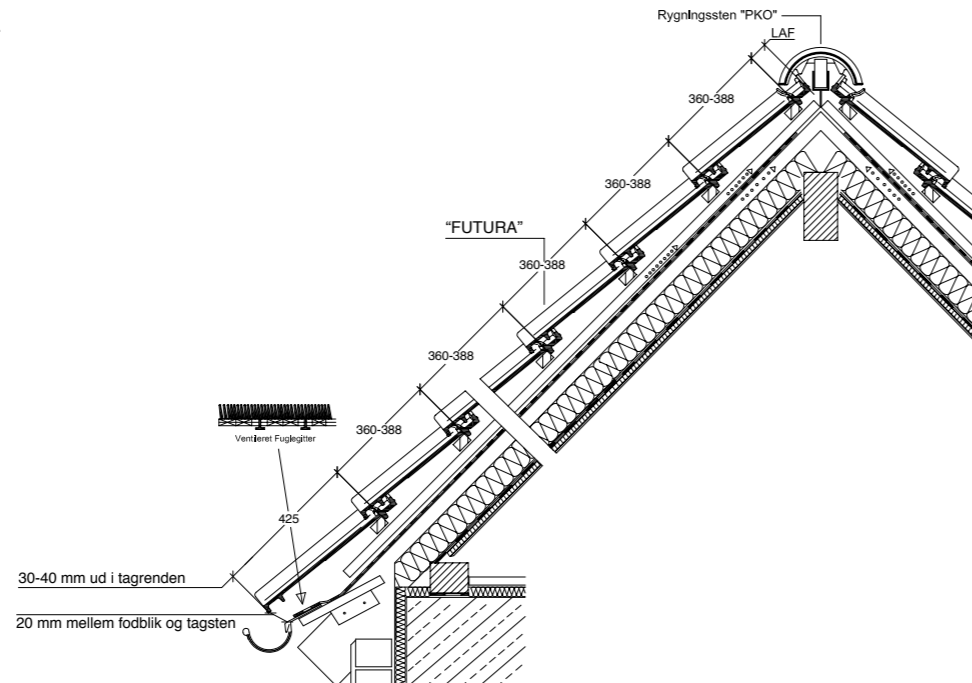 Rygningssten "PKO"
LAF
360-388
360-388
"FUTURA"
360-388
360-388
360-388
Ventileret Fuglegitter
425
30-40 mm ud i tagrenden
20 mm mellem fodblik og tagsten